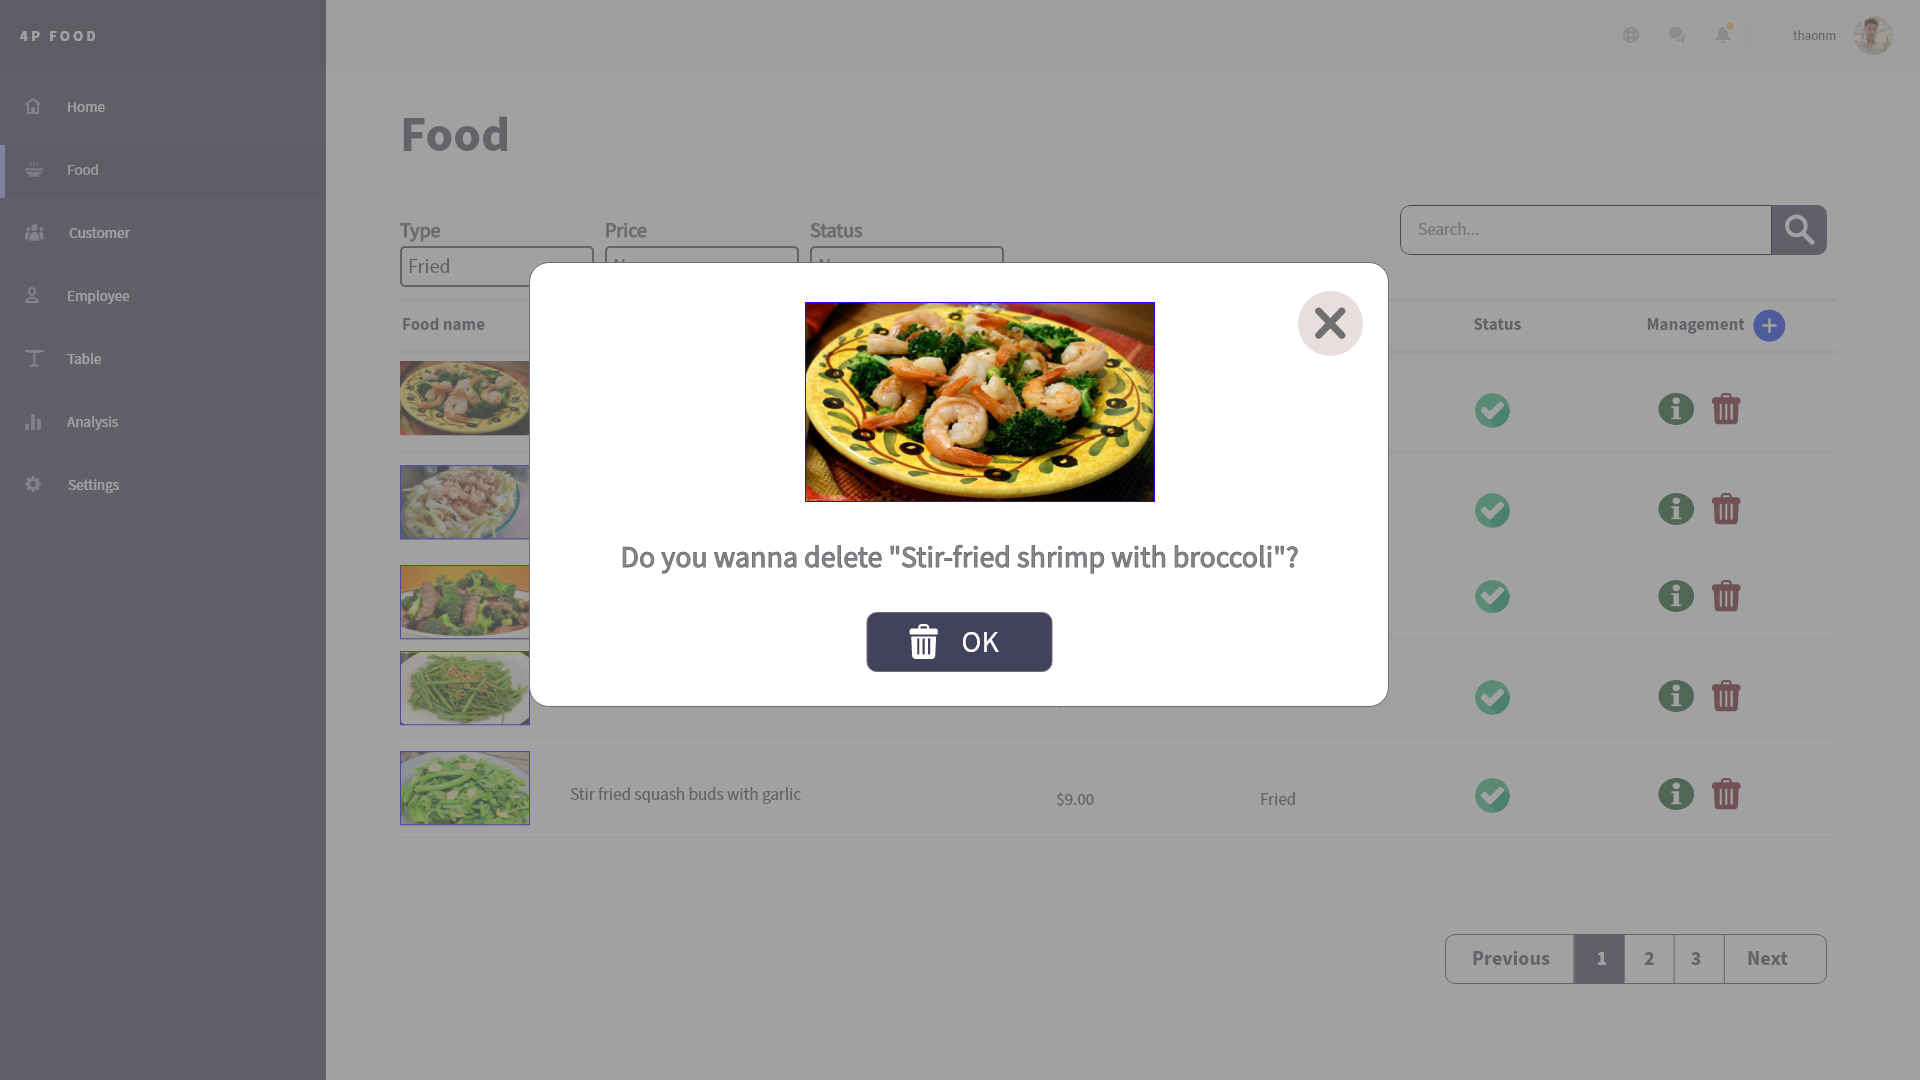 4P FOOD
thaonm
Home
Food
Customer
Employee
Table
Analysis
Settings
Food
Type
Price
Status
Search...
Fried
Food name
Status
Management
Do you wanna delete "Stir-fried shrimp with broccoli"?
OK
Stir fried squash buds with garlic
$9.00
Fried
Previous
1
2
3
Next